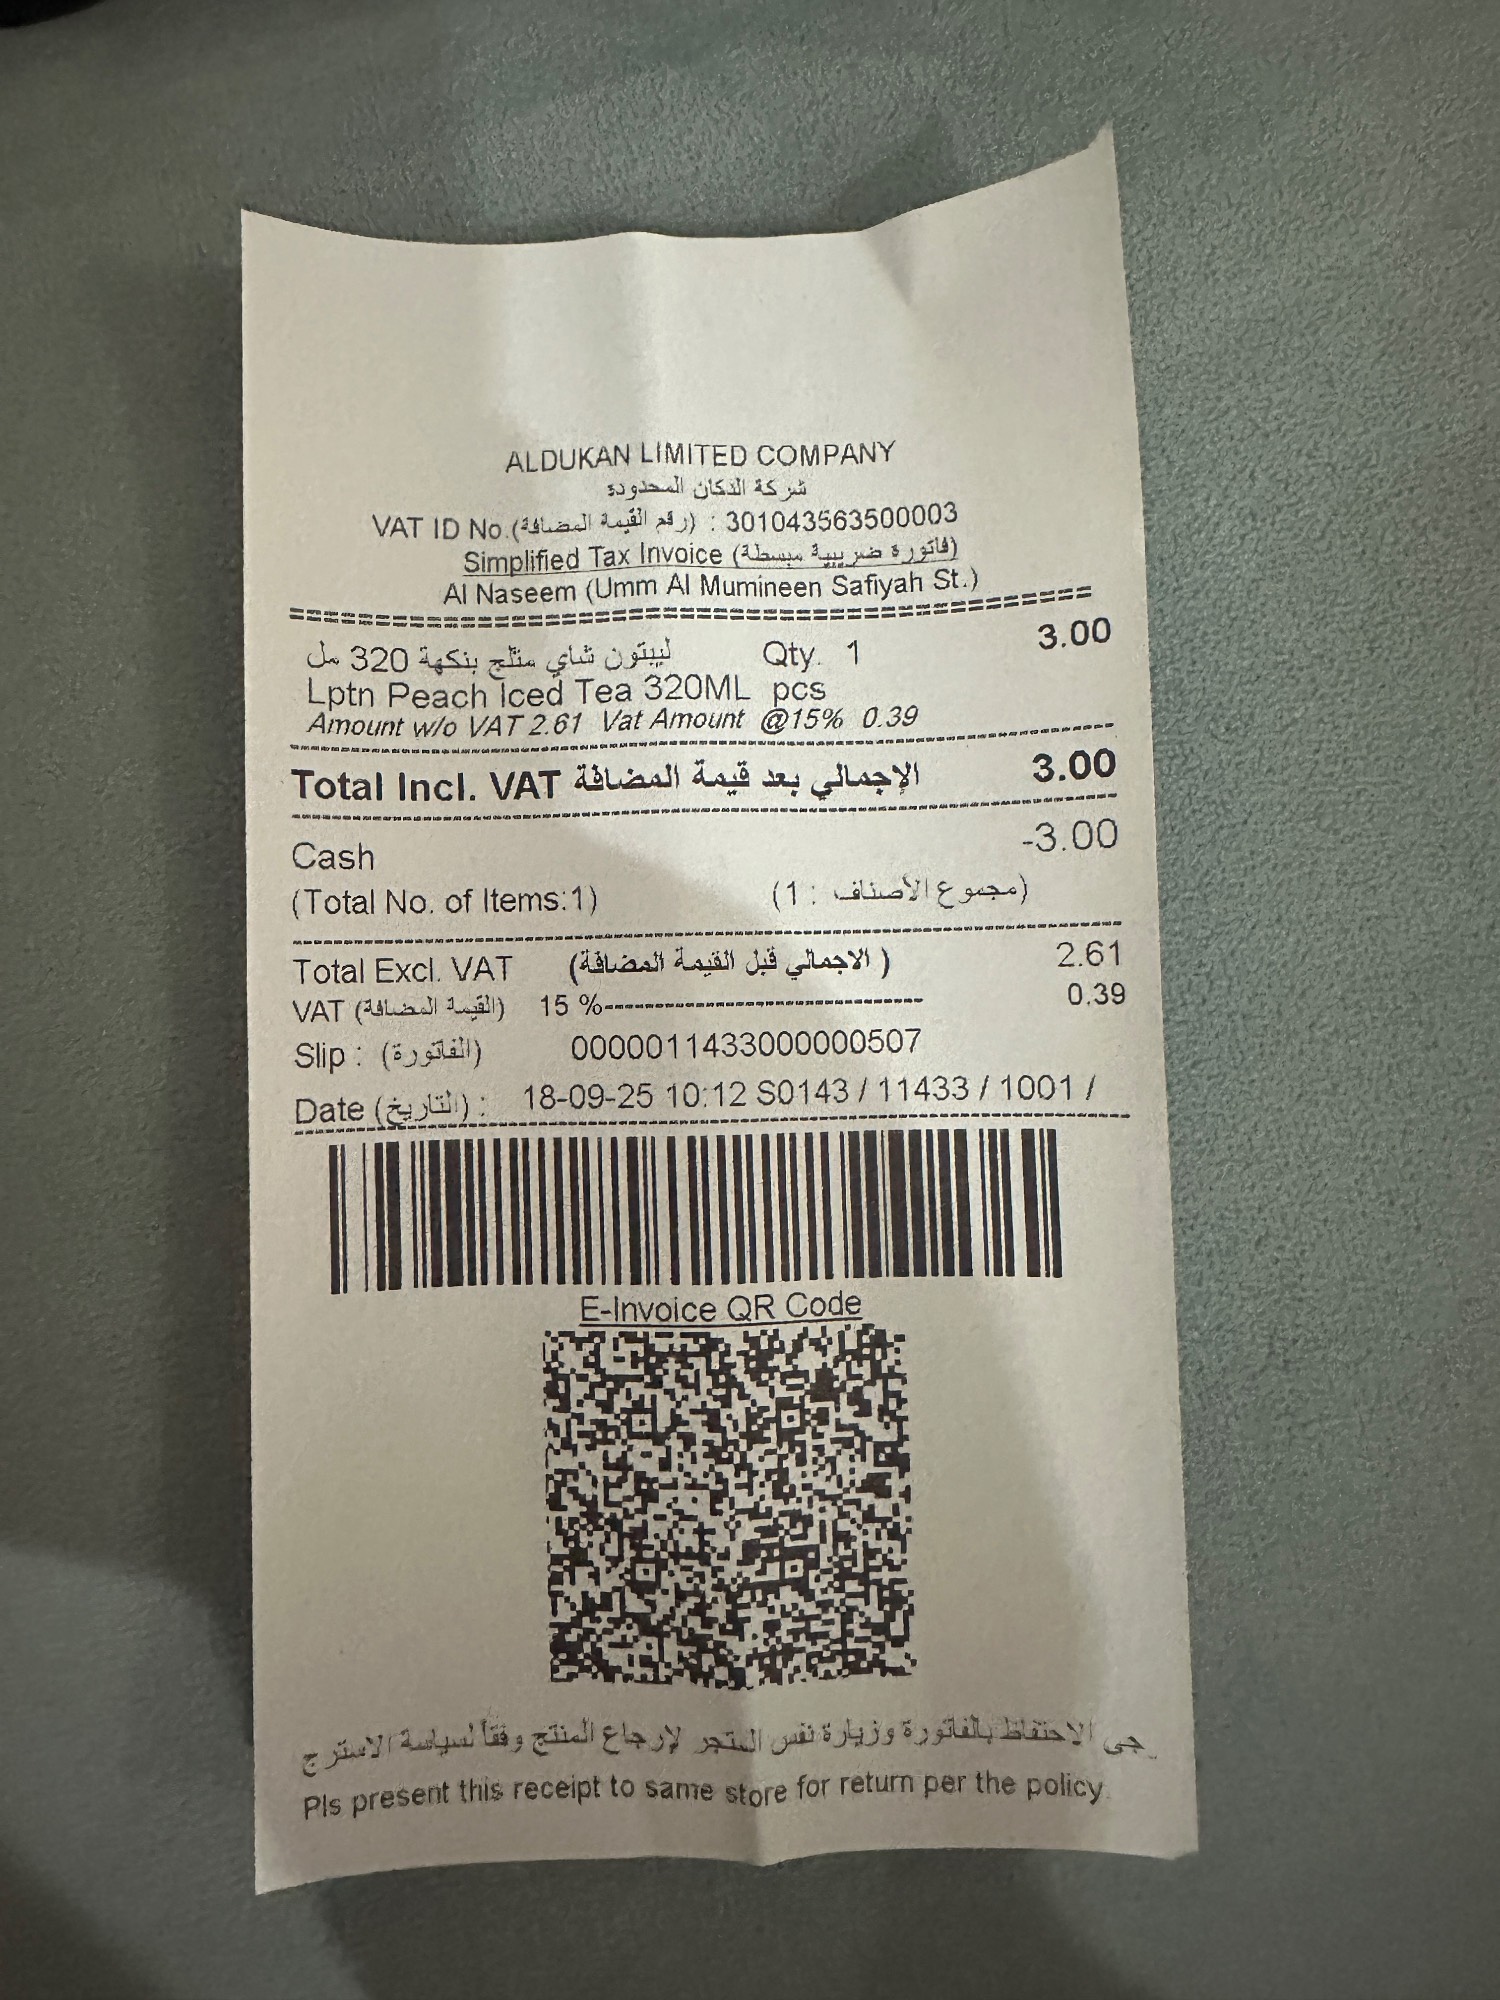 ALDUKAN LIMITED COMPANY
شركة الدكان المحدودة
VAT ID No.(رقم القيمة المضافة) : 301043563500003
Simplified Tax Invoice (فاتورة ضريبية مبسطة)
Al Naseem (Umm Al Mumineen Safiyah St.)
ليبتون شاي مثلج بنكهة 320 مل Qty. 1 3.00
Lptn Peach Iced Tea 320ML pcs
Amount w/o VAT 2.61 Vat Amount @15% 0.39
Total Incl. VAT الإجمالي بعد قيمة المضافة 3.00
Cash -3.00
(Total No. of Items:1) (مجموع الأصناف : 1)
Total Excl. VAT (الاجمالي قبل القيمة المضافة ) 2.61
VAT (القيمة المضافة) 15 %------------------------------ 0.39
Slip : (الفاتورة) 0000011433000000507
Date (التاريخ) : 18-09-25 10:12 S0143 / 11433 / 1001 /
E-Invoice QR Code
رجى الاحتفاظ بالفاتورة وزيارة نفس المتجر لإرجاع المنتج وفقاً لسياسة الاسترج
Pls present this receipt to same store for return per the policy.